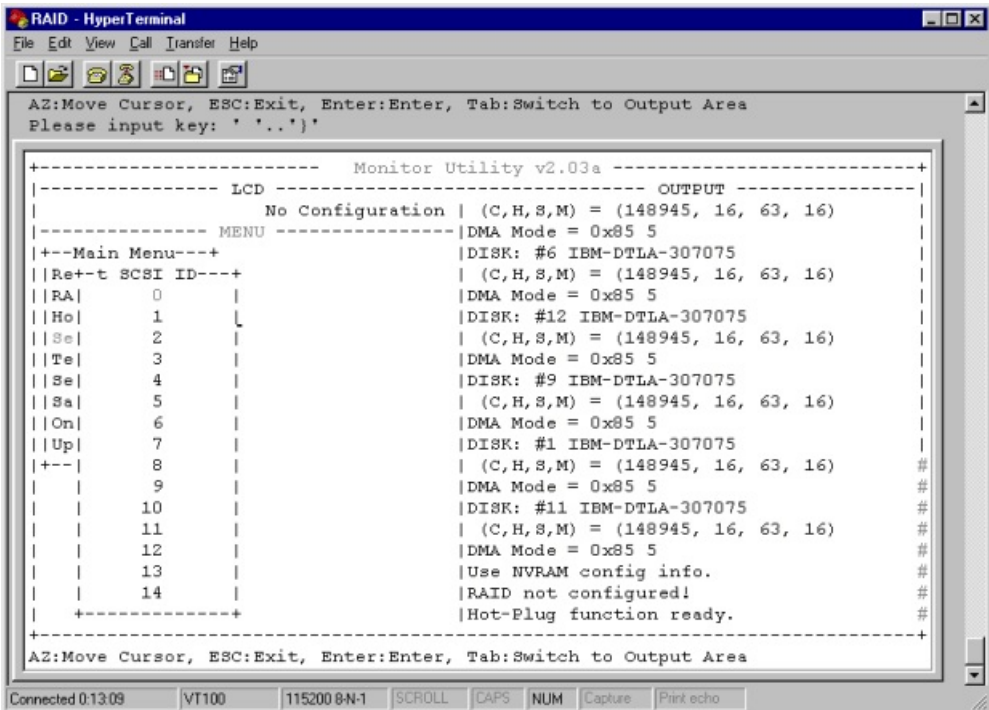 RAID - HyperTerminal
File Edit View Call Transfer Help
AZ:Move Cursor, ESC:Exit, Enter:Enter, Tab:Switch to Output Area
Please input key: ' '..'}'
+-------------------------- Monitor Utility v2.03a ----------------------------+
|---------------- LCD --------------------------------- OUTPUT ----------------|
| No Configuration | (C,H,S,M) = (148945, 16, 63, 16) |
|--------------- MENU ----------------|DMA Mode = 0x85 5 |
|+--Main Menu---+ |DISK: #6 IBM-DTLA-307075 |
||Re+-t SCSI ID---+ | (C,H,S,M) = (148945, 16, 63, 16) |
||RA| 0 | |DMA Mode = 0x85 5 |
||Ho| 1 | |DISK: #12 IBM-DTLA-307075 |
||Se| 2 | | (C,H,S,M) = (148945, 16, 63, 16) |
||Te| 3 | |DMA Mode = 0x85 5 |
||Se| 4 | |DISK: #9 IBM-DTLA-307075 |
||Sa| 5 | | (C,H,S,M) = (148945, 16, 63, 16) |
||On| 6 | |DMA Mode = 0x85 5 |
||Up| 7 | |DISK: #1 IBM-DTLA-307075 |
|+--| 8 | | (C,H,S,M) = (148945, 16, 63, 16) #
| | 9 | |DMA Mode = 0x85 5 #
| | 10 | |DISK: #11 IBM-DTLA-307075 #
| | 11 | | (C,H,S,M) = (148945, 16, 63, 16) #
| | 12 | |DMA Mode = 0x85 5 #
| | 13 | |Use NVRAM config info. #
| | 14 | |RAID not configured! #
| +-------------+ |Hot-Plug function ready. #
+------------------------------------------------------------------------------+
AZ:Move Cursor, ESC:Exit, Enter:Enter, Tab:Switch to Output Area
Connected 0:13:09 VT100 115200 8-N-1 SCROLL CAPS NUM Capture Print echo